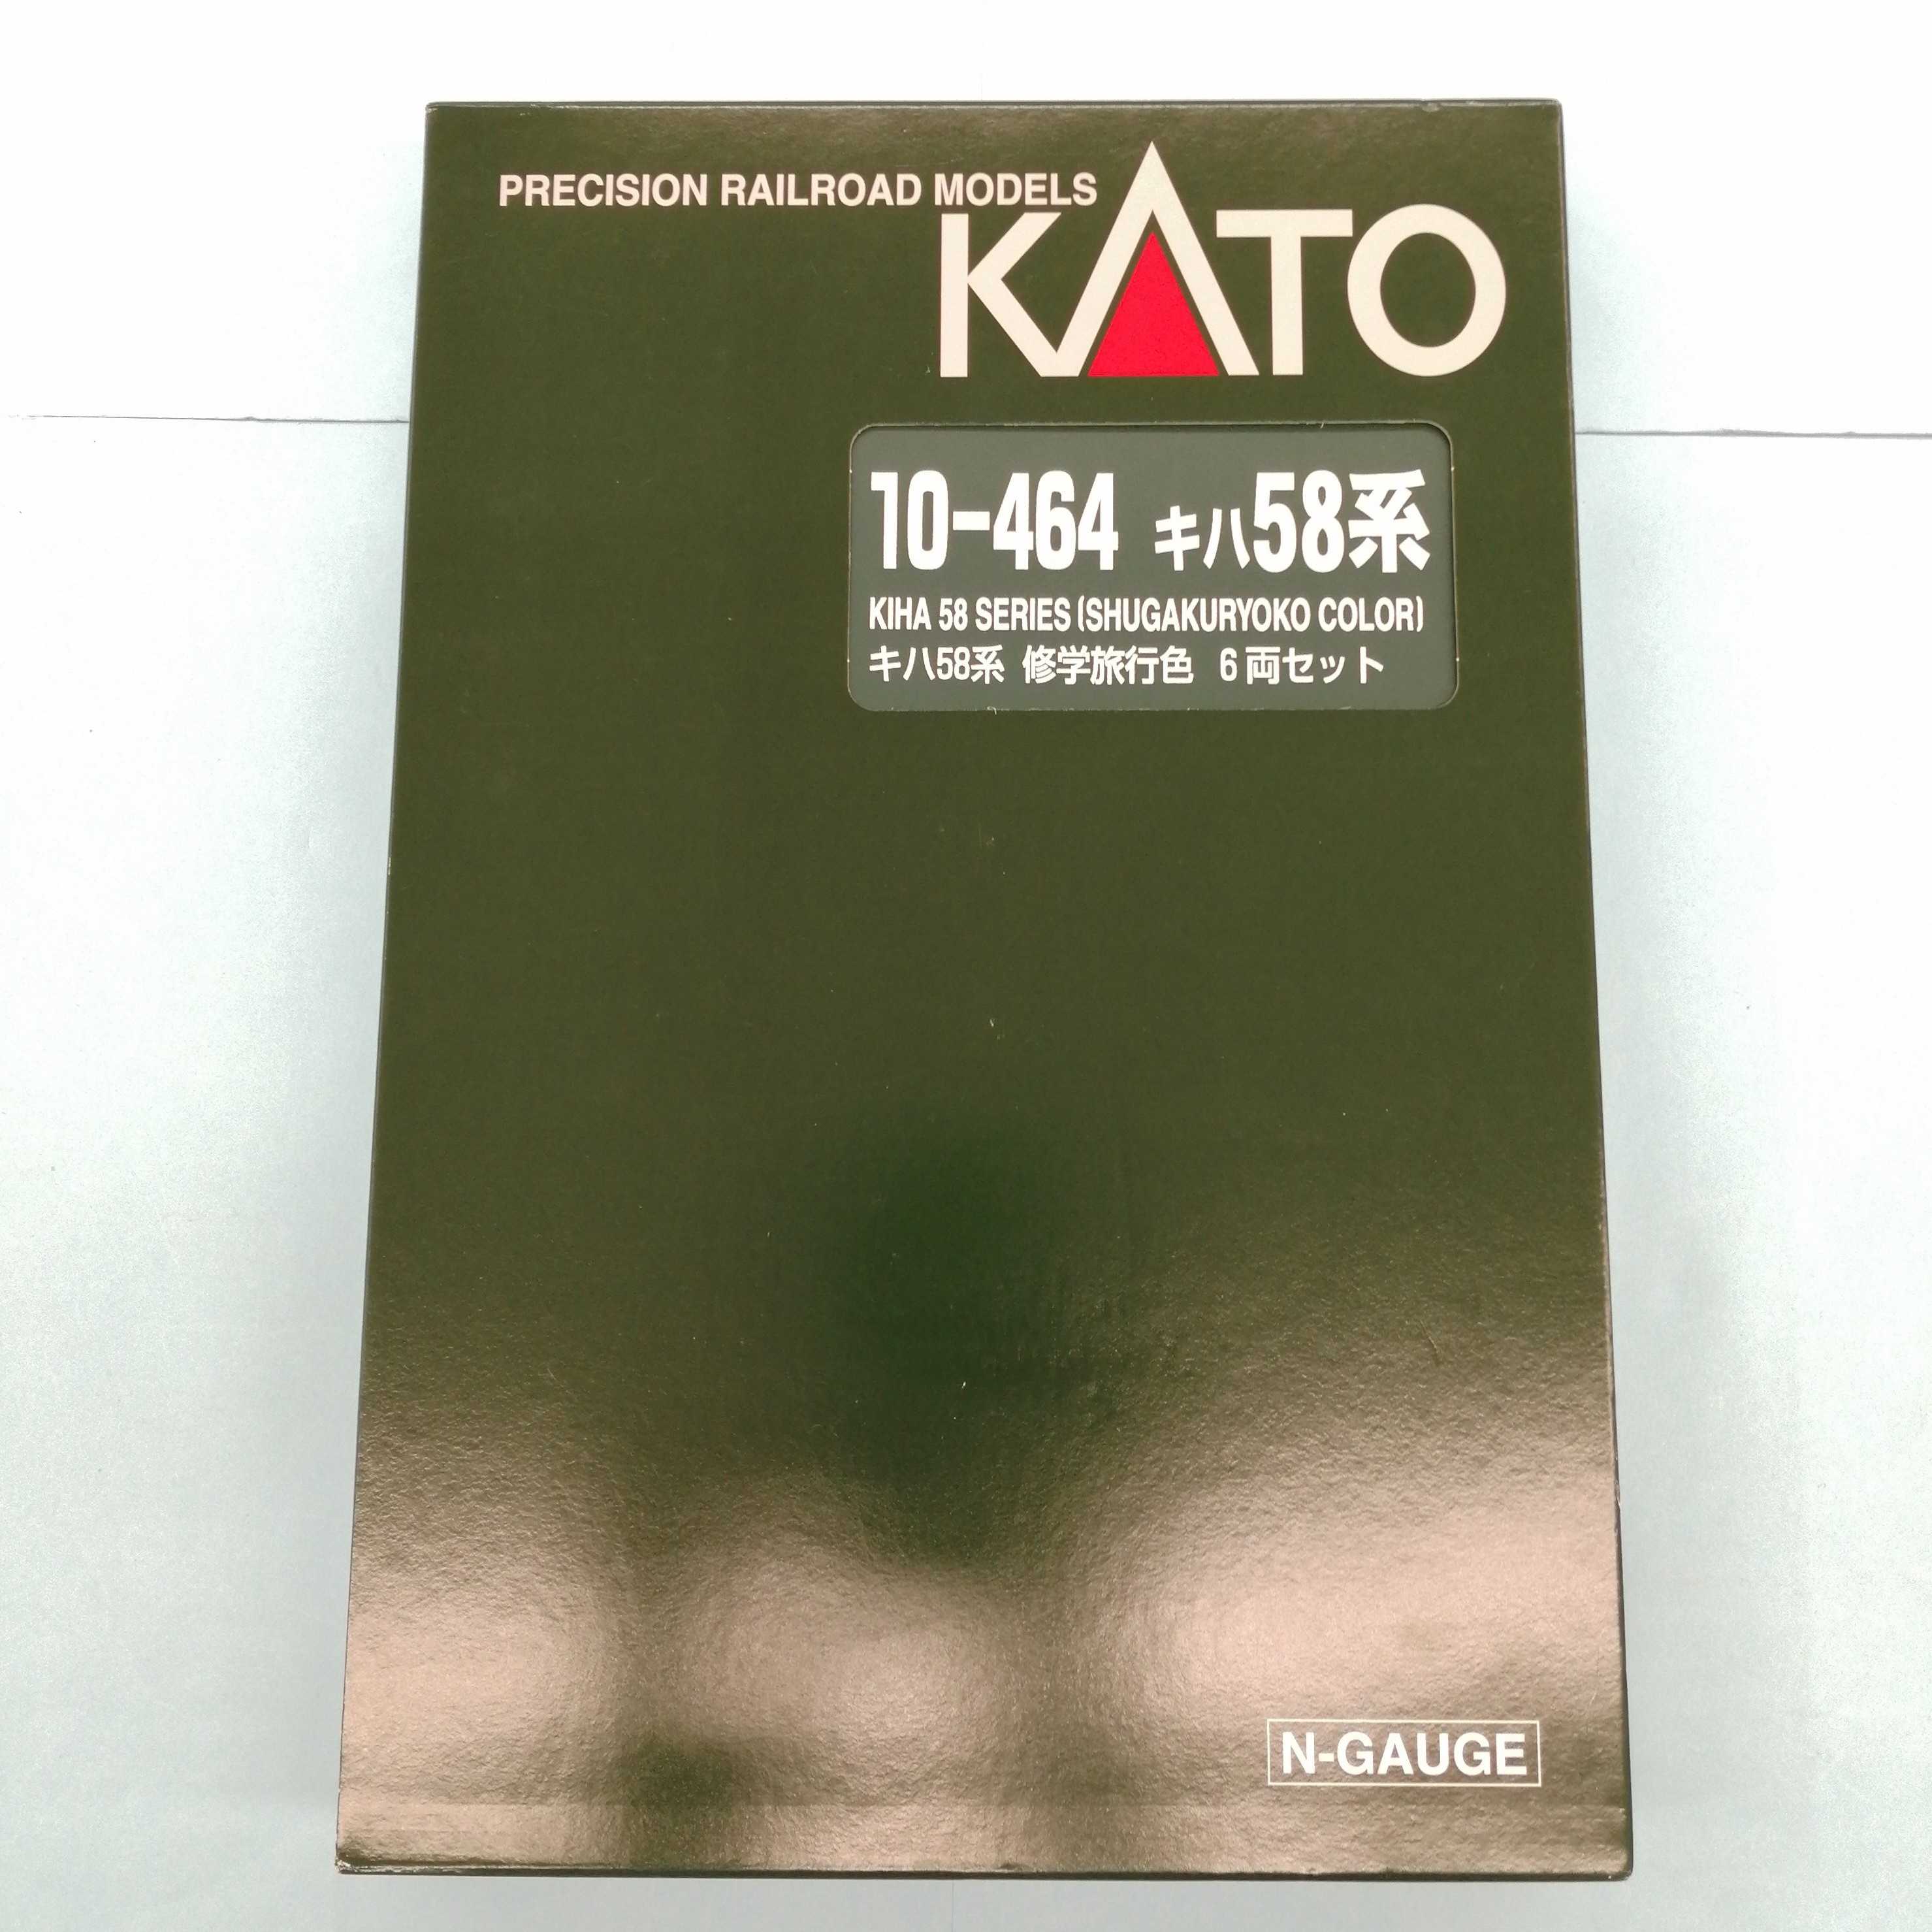 PRECISION RAILROAD MODELS
KATO
10-464 キハ58系
KIHA 58 SERIES (SHUGAKURYOKO COLOR)
キハ58系 修学旅行色 6両セット
N-GAUGE